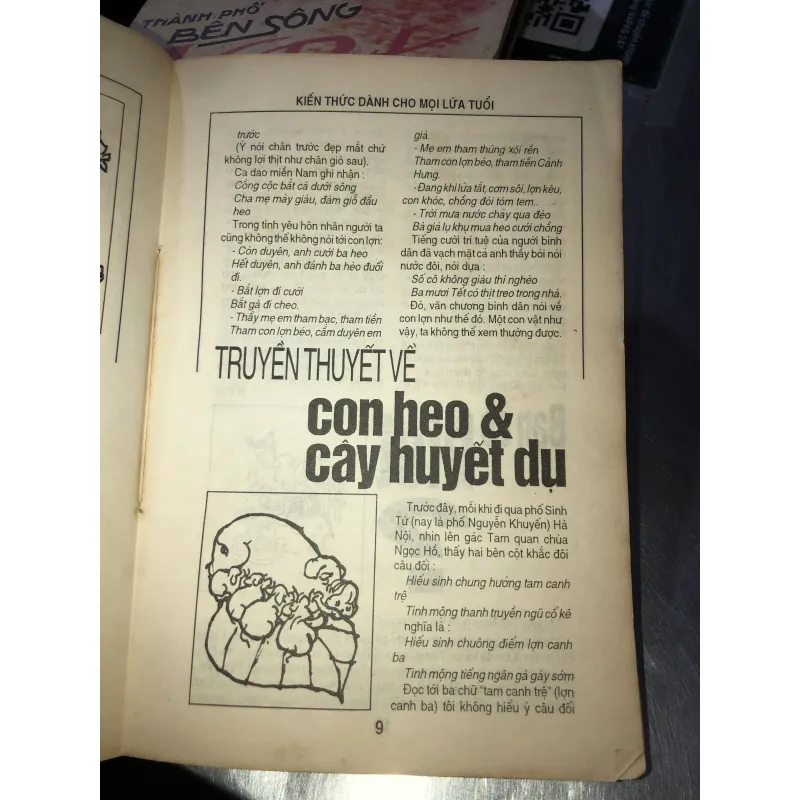 THÀNH PHỐ
BÊN SÔNG
KIẾN THỨC DÀNH CHO MỌI LỨA TUỔI
trước
(Ý nói chân trước đẹp mắt chứ
không lợi thịt như chân giò sau).
Ca dao miền Nam ghi nhận :
Công cộc bắt cá dưới sông
Cha mẹ mày giàu, đám giỗ đầu
heo
Trong tình yêu hôn nhân người ta
cũng không thể không nói tới con lợn:
- Còn duyên, anh cưới ba heo
Hết duyên, anh đánh ba hèo đuổi
đi.
- Bắt lợn đi cưới
Bắt gà đi cheo.
- Thầy mẹ em tham bạc, tham tiền
Tham con lợn béo, cầm duyên em
già.
- Mẹ em tham thúng xôi rền
Tham con lợn béo, tham tiền Cảnh
Hưng.
- Đang khi lửa tắt, cơm sôi, lợn kêu,
con khóc, chồng đòi tòm tem..
- Trời mưa nước chảy qua đèo
Bà già lụ khụ mua heo cưới chồng
Tiếng cười trí tuệ của người bình
dân đã vạch mặt cả anh thầy bói nói
nước đôi, nói dựa :
Số cô không giàu thì nghèo
Ba mươi Tết có thịt treo trong nhà.
Đó, văn chương bình dân nói về
con lợn như thế đó. Một con vật như
vậy, ta không thể xem thường được.
TRUYỀN THUYẾT VỀ
con heo &
cây huyết dụ
Trước đây, mỗi khi đi qua phố Sinh
Từ (nay là phố Nguyễn Khuyến) Hà
Nội, nhìn lên gác Tam quan chùa
Ngọc Hồ, thấy hai bên cột khắc đôi
câu đối :
Hiếu sinh chung hưởng tam canh
trệ
Tỉnh mộng thanh truyền ngũ cổ kê
nghĩa là :
Hiếu sinh chuông điểm lợn canh
ba
Tỉnh mộng tiếng ngân gà gáy sớm
Đọc tới ba chữ "tam canh trệ" (lợn
canh ba) tôi không hiểu ý câu đối
9